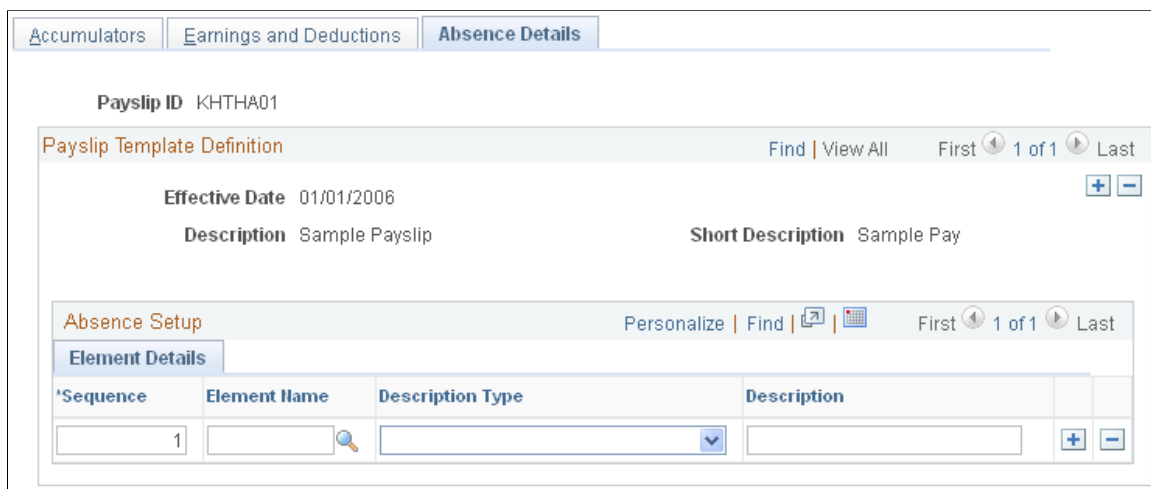 Accumulators Earnings and Deductions Absence Details
Payslip ID KHTHA01
Payslip Template Definition Find | View All First 1 of 1 Last
Effective Date 01/01/2006
Description Sample Payslip Short Description Sample Pay
Absence Setup Personalize | Find | | First 1 of 1 Last
Element Details
*Sequence Element Name Description Type Description
1